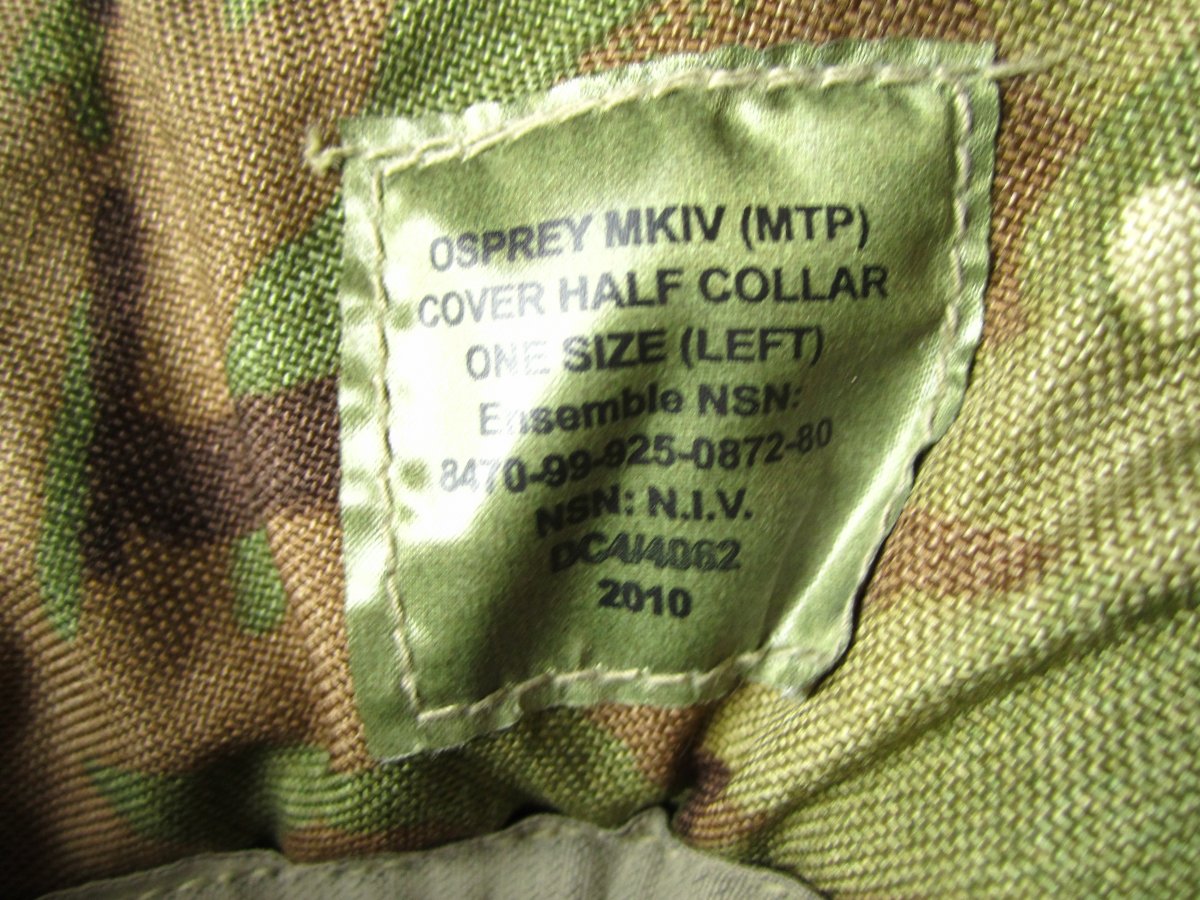 OSPREY MKIV (MTP)
COVER HALF COLLAR
ONE SIZE (LEFT)
Ensemble NSN:
8470-99-925-0872-80
NSN: N.I.V.
DC4/4062
2010